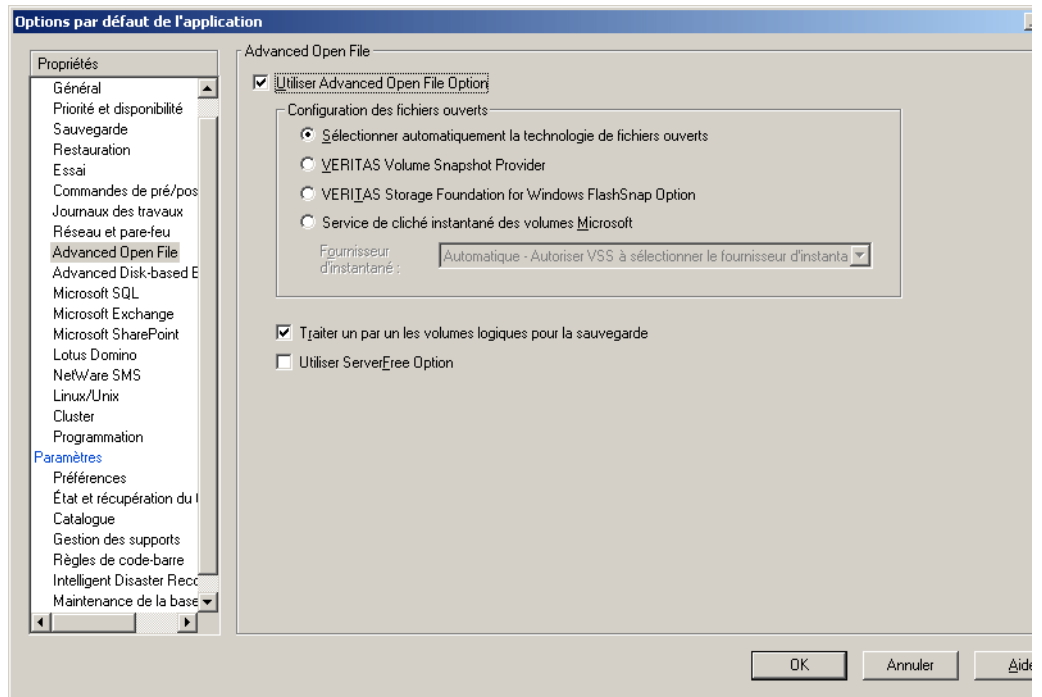 Options par défaut de l'application
Propriétés
Général
Priorité et disponibilité
Sauvegarde
Restauration
Essai
Commandes de pré/pos
Journaux des travaux
Réseau et pare-feu
Advanced Open File
Advanced Disk-based B
Microsoft SQL
Microsoft Exchange
Microsoft SharePoint
Lotus Domino
NetWare SMS
Linux/Unix
Cluster
Programmation
Paramètres
Préférences
État et récupération du
Catalogue
Gestion des supports
Règles de code-barre
Intelligent Disaster Reco
Maintenance de la base
Advanced Open File
Utiliser Advanced Open File Option
Configuration des fichiers ouverts
Sélectionner automatiquement la technologie de fichiers ouverts
VERITAS Volume Snapshot Provider
VERITAS Storage Foundation for Windows FlashSnap Option
Service de cliché instantané des volumes Microsoft
Fournisseur
d'instantané :
Automatique - Autoriser VSS à sélectionner le fournisseur d'instanta
Traiter un par un les volumes logiques pour la sauvegarde
Utiliser ServerFree Option
OK
Annuler
Aide